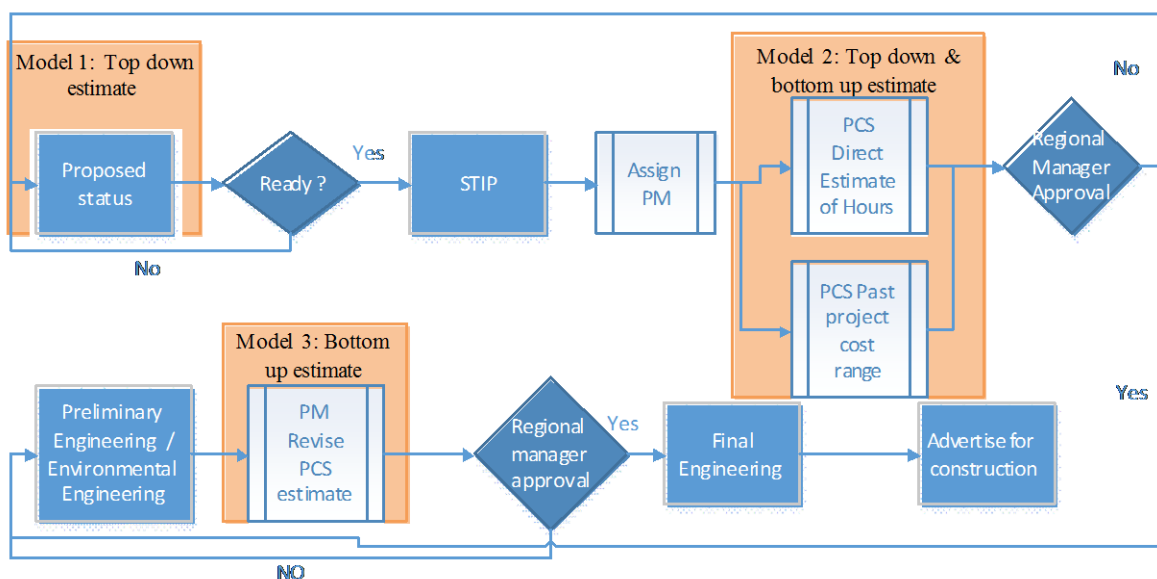 Model 1: Top down
estimate
Proposed
status
Ready ?
Yes
No
STIP
Assign
PM
Model 2: Top down &
bottom up estimate
PCS
Direct
Estimate
of Hours
PCS Past
project
cost
range
Regional
Manager
Approval
No
Yes
Preliminary
Engineering /
Environmental
Engineering
Model 3: Bottom
up estimate
PM
Revise
PCS
estimate
Regional
manager
approval
Yes
NO
Final
Engineering
Advertise for
construction